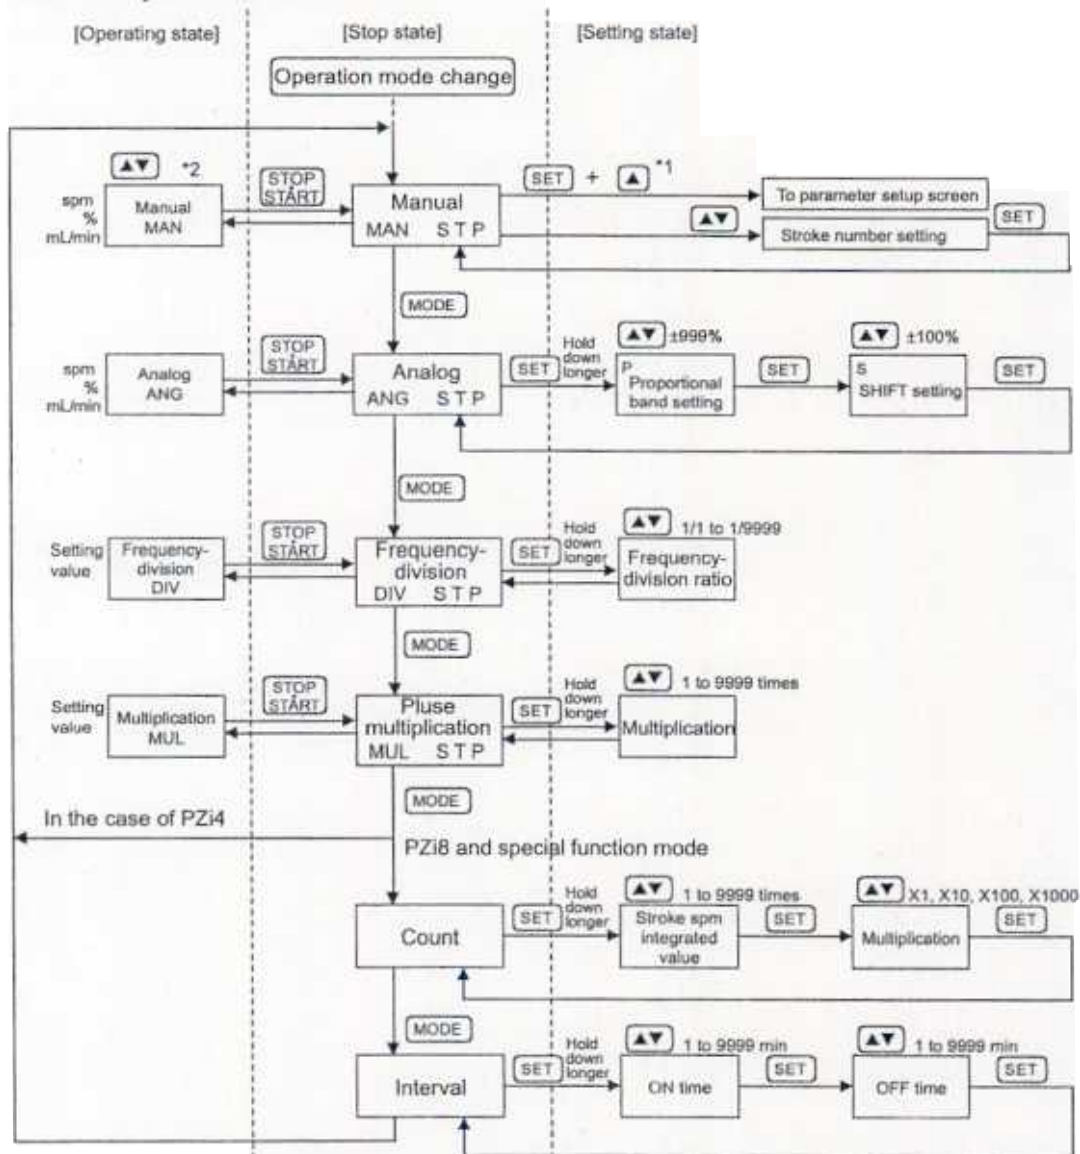 [Operating state]
[Stop state]
[Setting state]
Operation mode change
▲▼ *2
STOP
START
SET + ▲ *1
spm
%
mL/min
Manual
MAN
Manual
MAN S T P
To parameter setup screen
▲▼
Stroke number setting
SET
MODE
spm
%
mL/min
Analog
ANG
STOP
START
Analog
ANG S T P
SET
Hold
down
longer
▲▼ ±999%
P
Proportional
band setting
SET
▲▼ ±100%
S
SHIFT setting
SET
MODE
Setting
value
Frequency-
division
DIV
STOP
START
Frequency-
division
DIV S T P
SET
Hold
down
longer
▲▼ 1/1 to 1/9999
Frequency-
division ratio
MODE
Setting
value
Multiplication
MUL
STOP
START
Pluse
multiplication
MUL S T P
SET
Hold
down
longer
▲▼ 1 to 9999 times
Multiplication
MODE
In the case of PZi4
PZi8 and special function mode
Count
SET
Hold
down
longer
▲▼ 1 to 9999 times
Stroke spm
integrated
value
SET
▲▼ X1, X10, X100, X1000
Multiplication
SET
MODE
Interval
SET
Hold
down
longer
▲▼ 1 to 9999 min
ON time
SET
▲▼ 1 to 9999 min
OFF time
SET